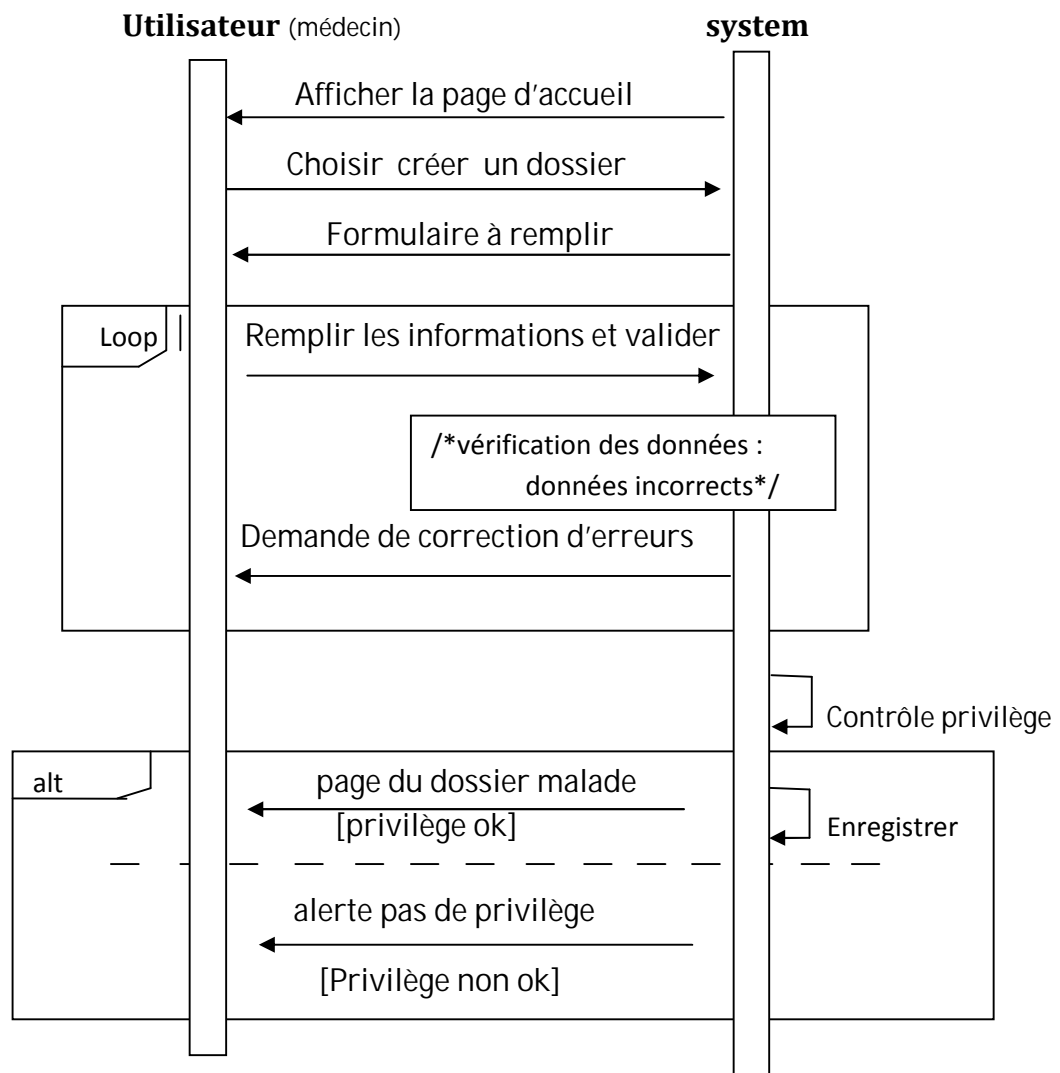 Utilisateur (médecin) system
Afficher la page d'accueil
Choisir créer un dossier
Formulaire à remplir
Loop
Remplir les informations et valider
/*vérification des données :
données incorrects*/
Demande de correction d'erreurs
Contrôle privilège
alt
page du dossier malade
[privilège ok]
Enregistrer
alerte pas de privilège
[Privilège non ok]